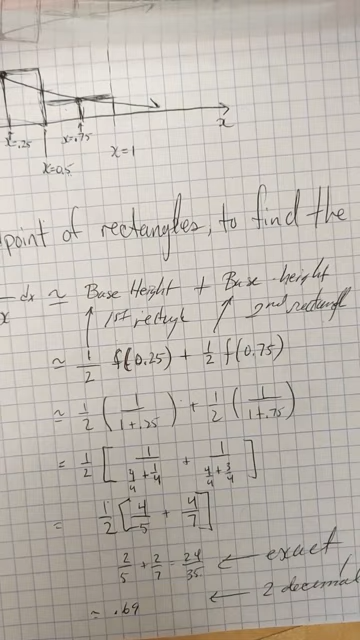 x=.25
x=.75
x
x=0.5
x=1
point of rectangles, to find the
dx ≈ Base Height + Base height
x
1st rectngle 2nd rectangle
≈ 1/2 f(0.25) + 1/2 f(0.75)
≈ 1/2 (1/(1+.25)) + 1/2 (1/(1+.75))
= 1/2 [1/(4/4 + 1/4) + 1/(4/4 + 3/4)]
= 1/2 [4/5 + 4/7]
2/5 + 2/7 = 24/35 ← exact
≈ .69 ← 2 decimal